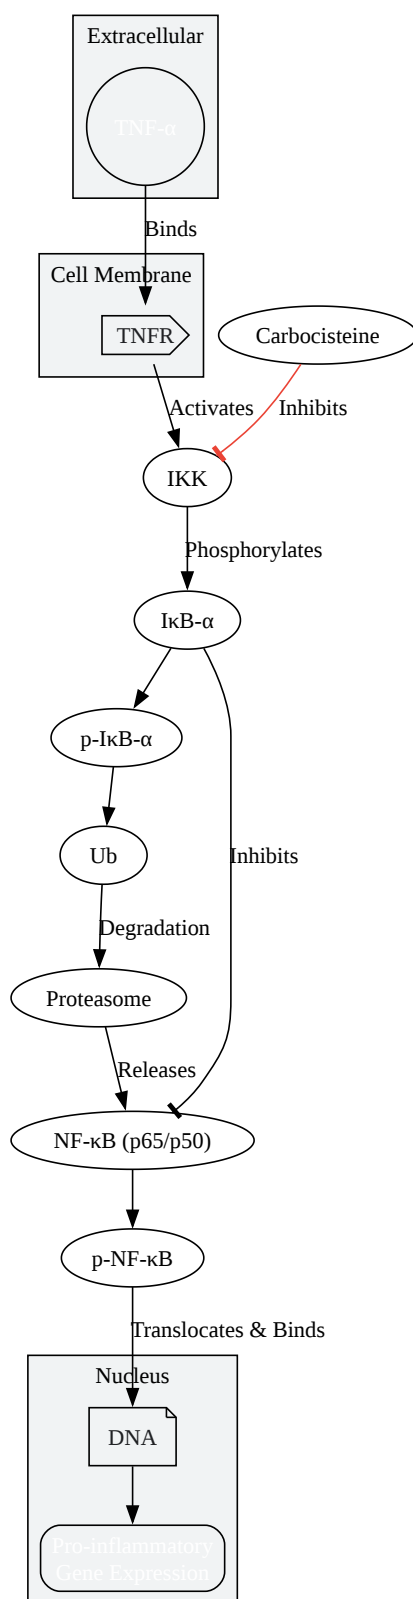 Extracellular
TNF-α
Binds
Cell Membrane
TNFR
Carbocisteine
Activates
Inhibits
IKK
Phosphorylates
IκB-α
p-IκB-α
Ub
Inhibits
Degradation
Proteasome
Releases
NF-κB (p65/p50)
p-NF-κB
Translocates & Binds
Nucleus
DNA
Pro-inflammatory
Gene Expression